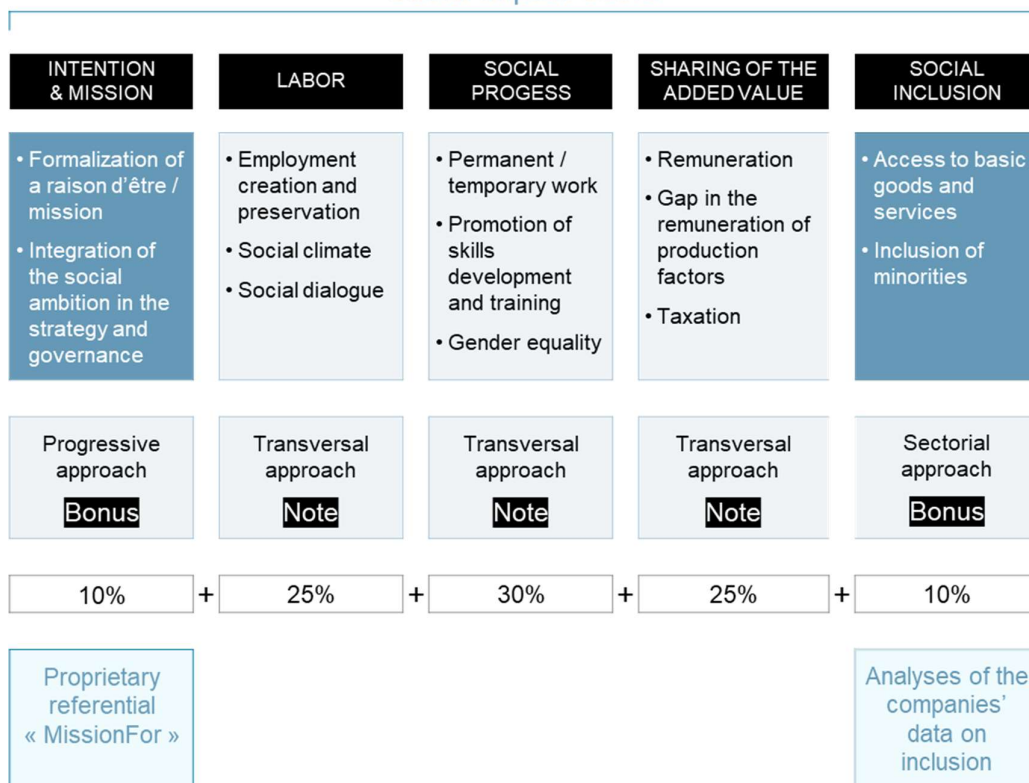 INTENTION
& MISSION
LABOR
SOCIAL
PROGESS
SHARING OF THE
ADDED VALUE
SOCIAL
INCLUSION
• Formalization of
a raison d'être /
mission
• Integration of
the social
ambition in the
strategy and
governance
• Employment
creation and
preservation
• Social climate
• Social dialogue
• Permanent /
temporary work
• Promotion of
skills
development
and training
• Gender equality
• Remuneration
• Gap in the
remuneration of
production
factors
• Taxation
• Access to basic
goods and
services
• Inclusion of
minorities
Progressive
approach
Bonus
Transversal
approach
Note
Transversal
approach
Note
Transversal
approach
Note
Sectorial
approach
Bonus
10% + 25% + 30% + 25% + 10%
Proprietary
referential
« MissionFor »
Analyses of the
companies'
data on
inclusion